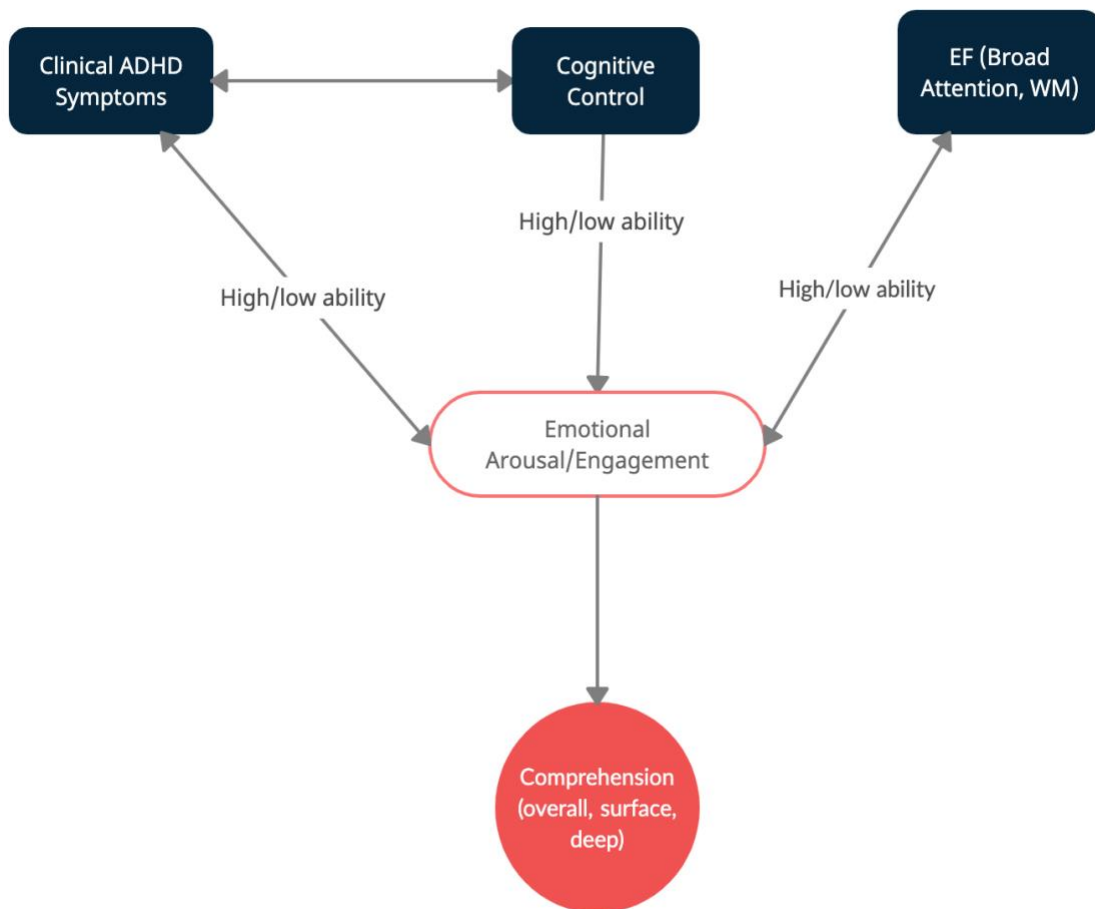 Clinical ADHD
Symptoms
Cognitive
Control
EF (Broad
Attention, WM)
High/low ability
High/low ability
High/low ability
Emotional
Arousal/Engagement
Comprehension
(overall, surface,
deep)